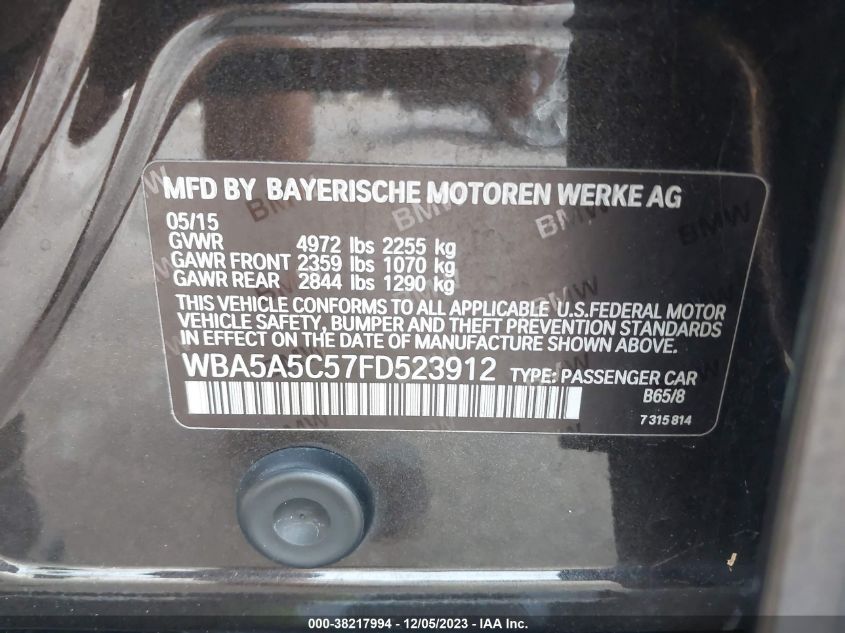 MFD BY BAYERISCHE MOTOREN WERKE AG
05/15
GVWR 4972 lbs 2255 kg
GAWR FRONT 2359 lbs 1070 kg
GAWR REAR 2844 lbs 1290 kg
THIS VEHICLE CONFORMS TO ALL APPLICABLE U.S.FEDERAL MOTOR
VEHICLE SAFETY, BUMPER AND THEFT PREVENTION STANDARDS
IN EFFECT ON THE DATE OF MANUFACTURE SHOWN ABOVE.
WBA5A5C57FD523912 TYPE: PASSENGER CAR
B65/8
7 315 814
000-38217994 - 12/05/2023 - IAA Inc.